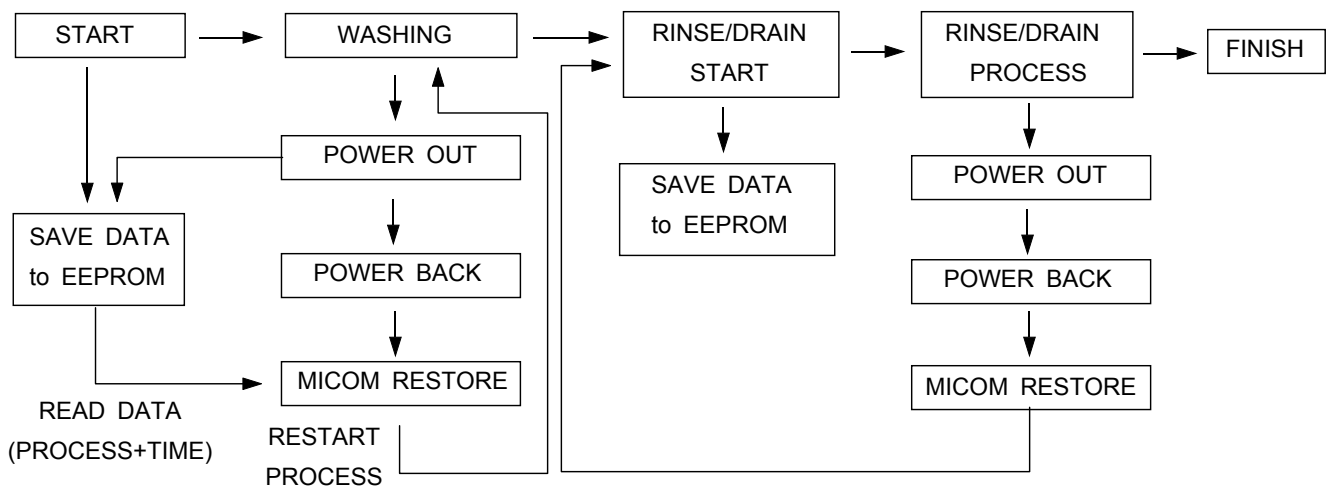 START
WASHING
RINSE/DRAIN
START
RINSE/DRAIN
PROCESS
FINISH
POWER OUT
SAVE DATA
to EEPROM
POWER BACK
MICOM RESTORE
READ DATA
(PROCESS+TIME)
RESTART
PROCESS
SAVE DATA
to EEPROM
POWER OUT
POWER BACK
MICOM RESTORE